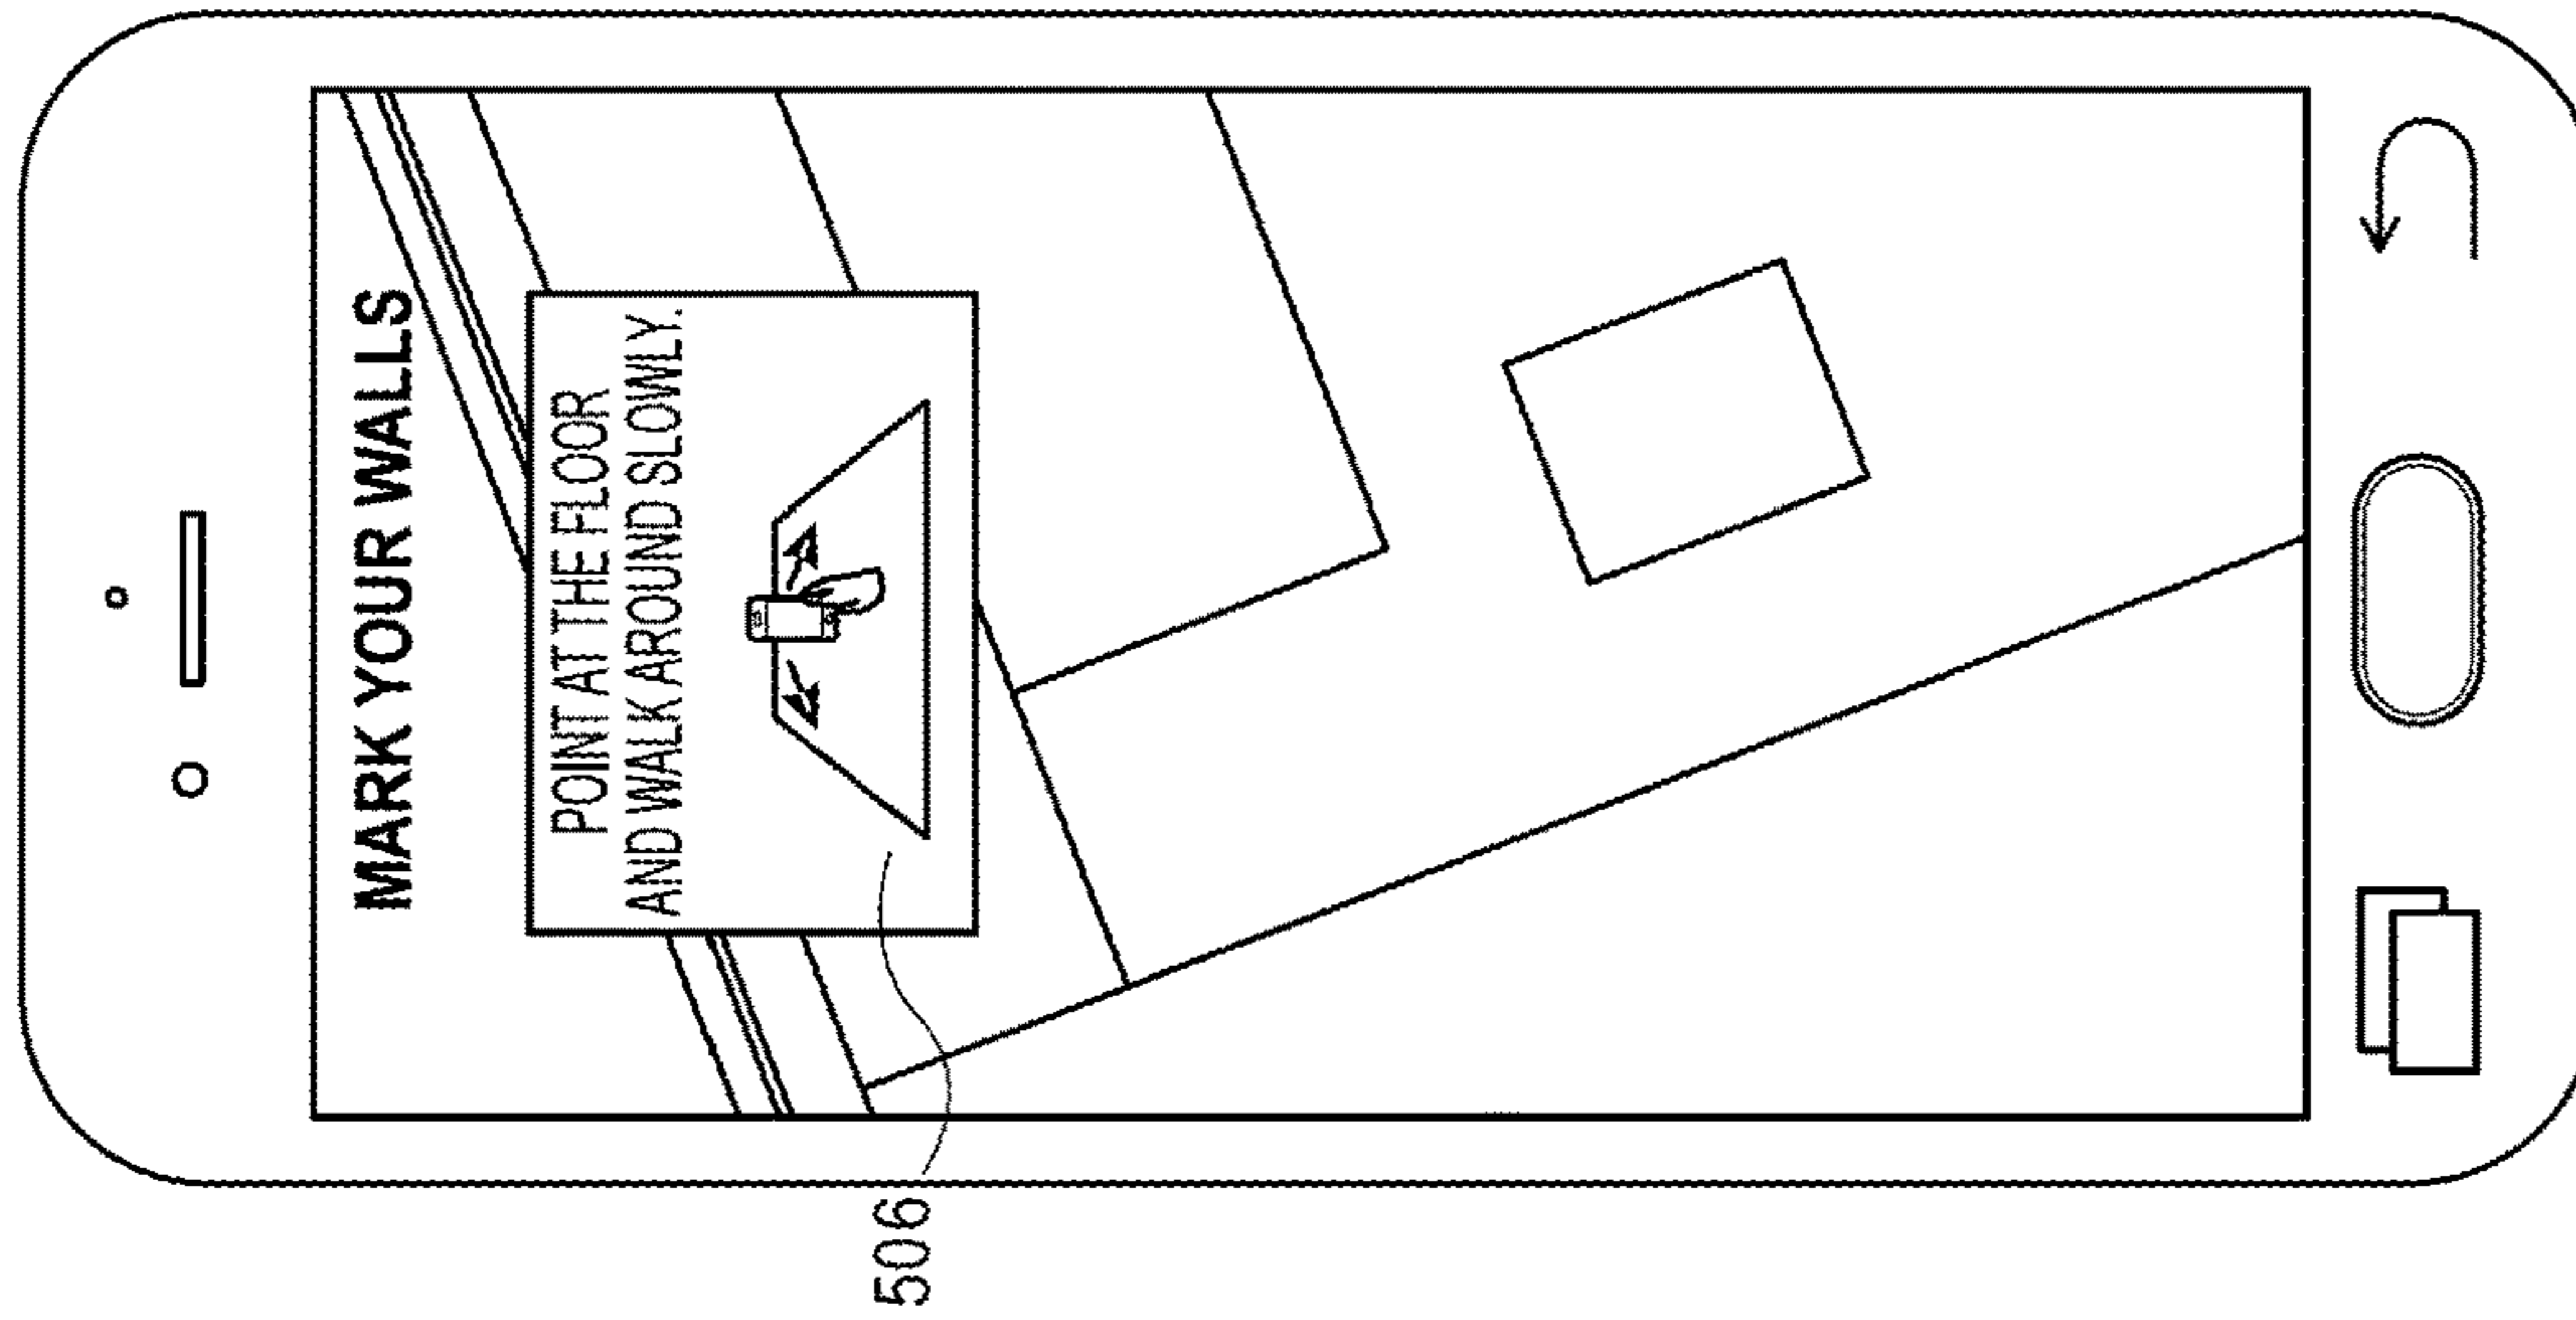 MARK YOUR WALLS
POINT AT THE FLOOR
AND WALK AROUND SLOWLY.
506